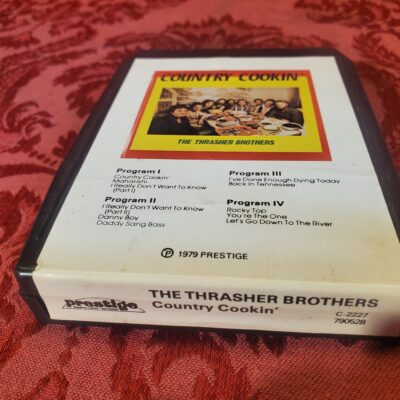 COUNTRY COOKIN'
THE THRASHER BROTHERS
Program I
Country Cookin'
Maharishi
I Really Don't Want To Know
(Part I)
Program II
I Really Don't Want To Know
(Part II)
Danny Boy
Daddy Sang Bass
Program III
I've Done Enough Dying Today
Back In Tennessee
Program IV
Rocky Top
You're The One
Let's Go Down To The River
Ⓟ 1979 PRESTIGE
prestige
THE THRASHER BROTHERS
Country Cookin'
C-2227
790528